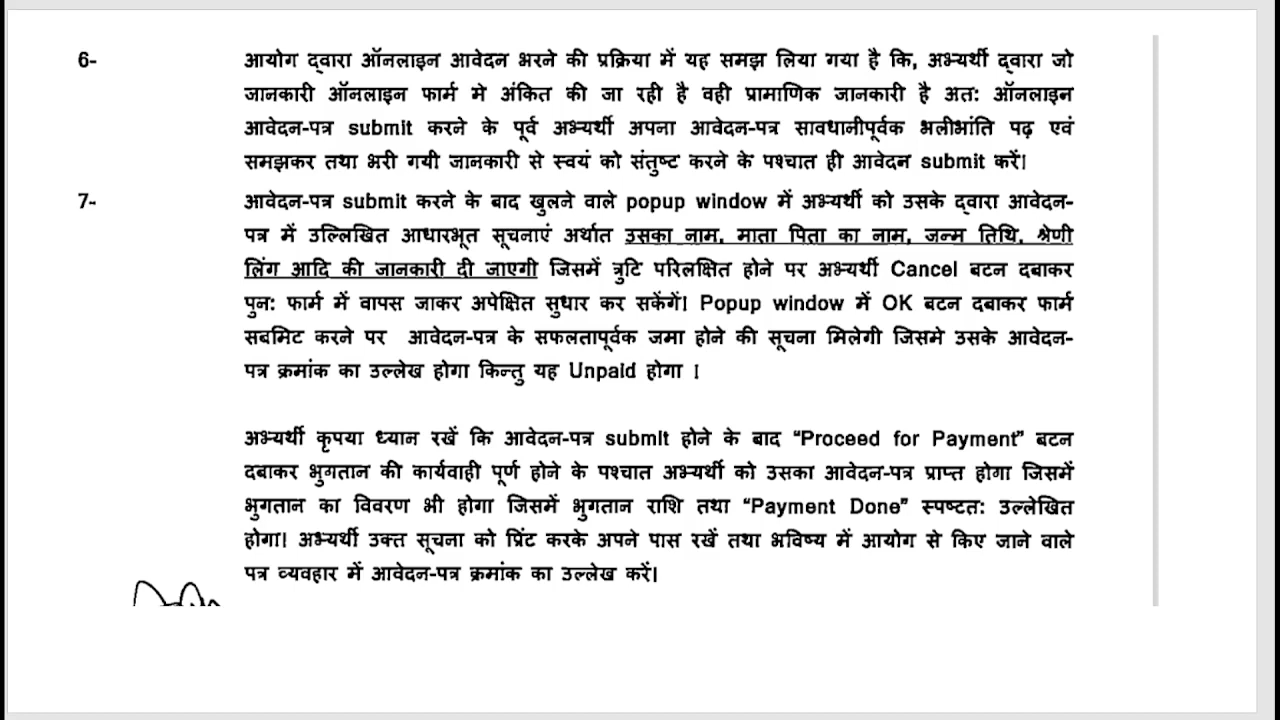 6- आयोग द्वारा ऑनलाइन आवेदन भरने की प्रक्रिया में यह समझ लिया गया है कि, अभ्यर्थी द्वारा जो
जानकारी ऑनलाइन फार्म मे अंकित की जा रही है वही प्रामाणिक जानकारी है अत: ऑनलाइन
आवेदन-पत्र submit करने के पूर्व अभ्यर्थी अपना आवेदन-पत्र सावधानीपूर्वक भलीभांति पढ़ एवं
समझकर तथा भरी गयी जानकारी से स्वयं को संतुष्ट करने के पश्चात ही आवेदन submit करें।
7- आवेदन-पत्र submit करने के बाद खुलने वाले popup window में अभ्यर्थी को उसके द्वारा आवेदन-
पत्र में उल्लिखित आधारभूत सूचनाएं अर्थात उसका नाम, माता पिता का नाम, जन्म तिथि, श्रेणी
लिंग आदि की जानकारी दी जाएगी जिसमें त्रुटि परिलक्षित होने पर अभ्यर्थी Cancel बटन दबाकर
पुन: फार्म में वापस जाकर अपेक्षित सुधार कर सकेंगें। Popup window में OK बटन दबाकर फार्म
सबमिट करने पर आवेदन-पत्र के सफलतापूर्वक जमा होने की सूचना मिलेगी जिसमे उसके आवेदन-
पत्र क्रमांक का उल्लेख होगा किन्तु यह Unpaid होगा ।
अभ्यर्थी कृपया ध्यान रखें कि आवेदन-पत्र submit होने के बाद “Proceed for Payment” बटन
दबाकर भुगतान की कार्यवाही पूर्ण होने के पश्चात अभ्यर्थी को उसका आवेदन-पत्र प्राप्त होगा जिसमें
भुगतान का विवरण भी होगा जिसमें भुगतान राशि तथा “Payment Done” स्पष्टत: उल्लेखित
होगा। अभ्यर्थी उक्त सूचना को प्रिंट करके अपने पास रखें तथा भविष्य में आयोग से किए जाने वाले
पत्र व्यवहार में आवेदन-पत्र क्रमांक का उल्लेख करें।